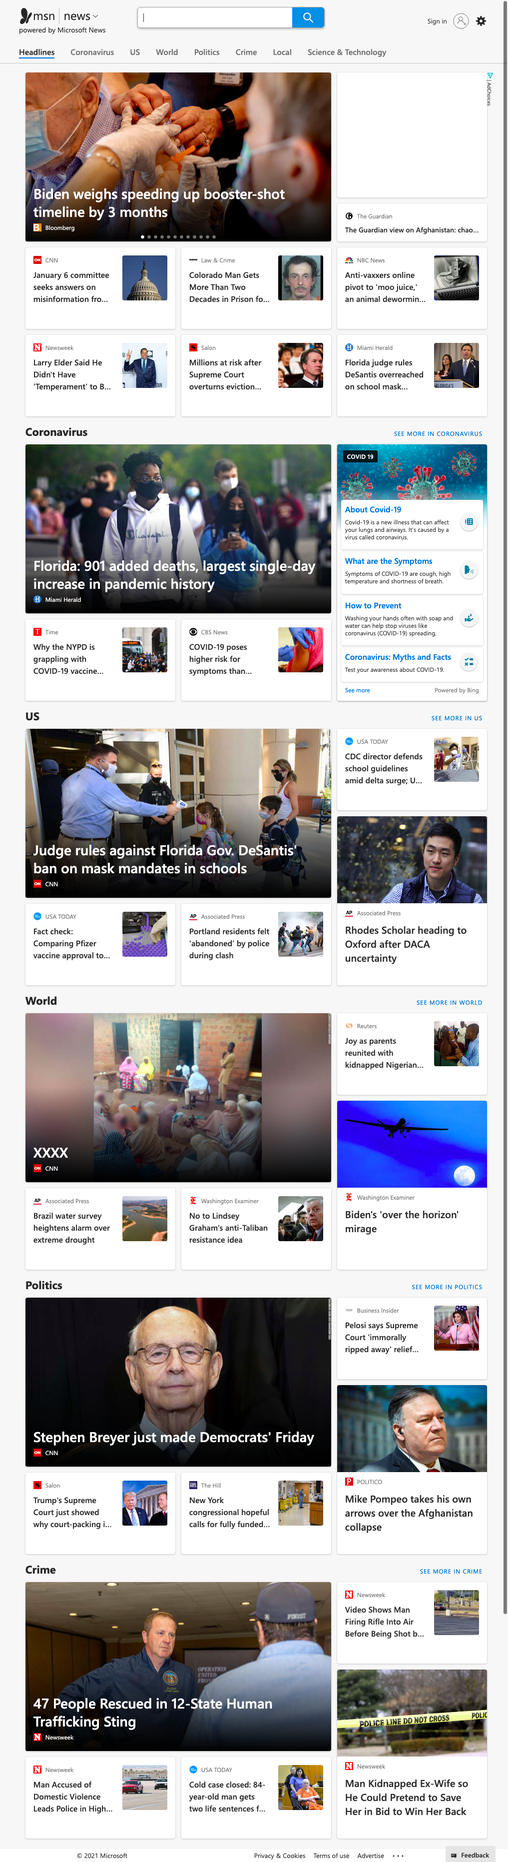 msn | news
powered by Microsoft News
Sign in
Headlines Coronavirus US World Politics Crime Local Science & Technology
Biden weighs speeding up booster-shot
timeline by 3 months
Bloomberg
AdChoices
The Guardian
The Guardian view on Afghanistan: chao...
CNN
January 6 committee
seeks answers on
misinformation fro...
Law & Crime
Colorado Man Gets
More Than Two
Decades in Prison fo...
NBC News
Anti-vaxxers online
pivot to 'moo juice,'
an animal dewormin...
Newsweek
Larry Elder Said He
Didn't Have
'Temperament' to B...
Salon
Millions at risk after
Supreme Court
overturns eviction...
Miami Herald
Florida judge rules
DeSantis overreached
on school mask...
Coronavirus
SEE MORE IN CORONAVIRUS
Florida: 901 added deaths, largest single-day
increase in pandemic history
Miami Herald
COVID 19
About Covid-19
Covid-19 is a new illness that can affect
your lungs and airways. It's caused by a
virus called coronavirus.
What are the Symptoms
Symptoms of COVID-19 are cough, high
temperature and shortness of breath.
How to Prevent
Washing your hands often with soap and
water can help stop viruses like
coronavirus (COVID-19) spreading.
Coronavirus: Myths and Facts
Test your awareness about COVID-19.
See more
Powered by Bing
Time
Why the NYPD is
grappling with
COVID-19 vaccine...
CBS News
COVID-19 poses
higher risk for
symptoms than...
US
SEE MORE IN US
Judge rules against Florida Gov. DeSantis'
ban on mask mandates in schools
CNN
USA TODAY
CDC director defends
school guidelines
amid delta surge; U...
Associated Press
Rhodes Scholar heading to
Oxford after DACA
uncertainty
USA TODAY
Fact check:
Comparing Pfizer
vaccine approval to...
Associated Press
Portland residents felt
'abandoned' by police
during clash
World
SEE MORE IN WORLD
XXXX
CNN
Reuters
Joy as parents
reunited with
kidnapped Nigerian...
Washington Examiner
Biden's 'over the horizon'
mirage
Associated Press
Brazil water survey
heightens alarm over
extreme drought
Washington Examiner
No to Lindsey
Graham's anti-Taliban
resistance idea
Politics
SEE MORE IN POLITICS
Stephen Breyer just made Democrats' Friday
CNN
Business Insider
Pelosi says Supreme
Court 'immorally
ripped away' relief...
POLITICO
Mike Pompeo takes his own
arrows over the Afghanistan
collapse
Salon
Trump's Supreme
Court just showed
why court-packing i...
The Hill
New York
congressional hopeful
calls for fully funded...
Crime
SEE MORE IN CRIME
47 People Rescued in 12-State Human
Trafficking Sting
Newsweek
Newsweek
Video Shows Man
Firing Rifle Into Air
Before Being Shot b...
POLICE LINE DO NOT CROSS
Newsweek
Man Kidnapped Ex-Wife so
He Could Pretend to Save
Her in Bid to Win Her Back
Newsweek
Man Accused of
Domestic Violence
Leads Police in High...
USA TODAY
Cold case closed: 84-
year-old man gets
two life sentences f...
© 2021 Microsoft
Privacy & Cookies Terms of use Advertise ...
Feedback